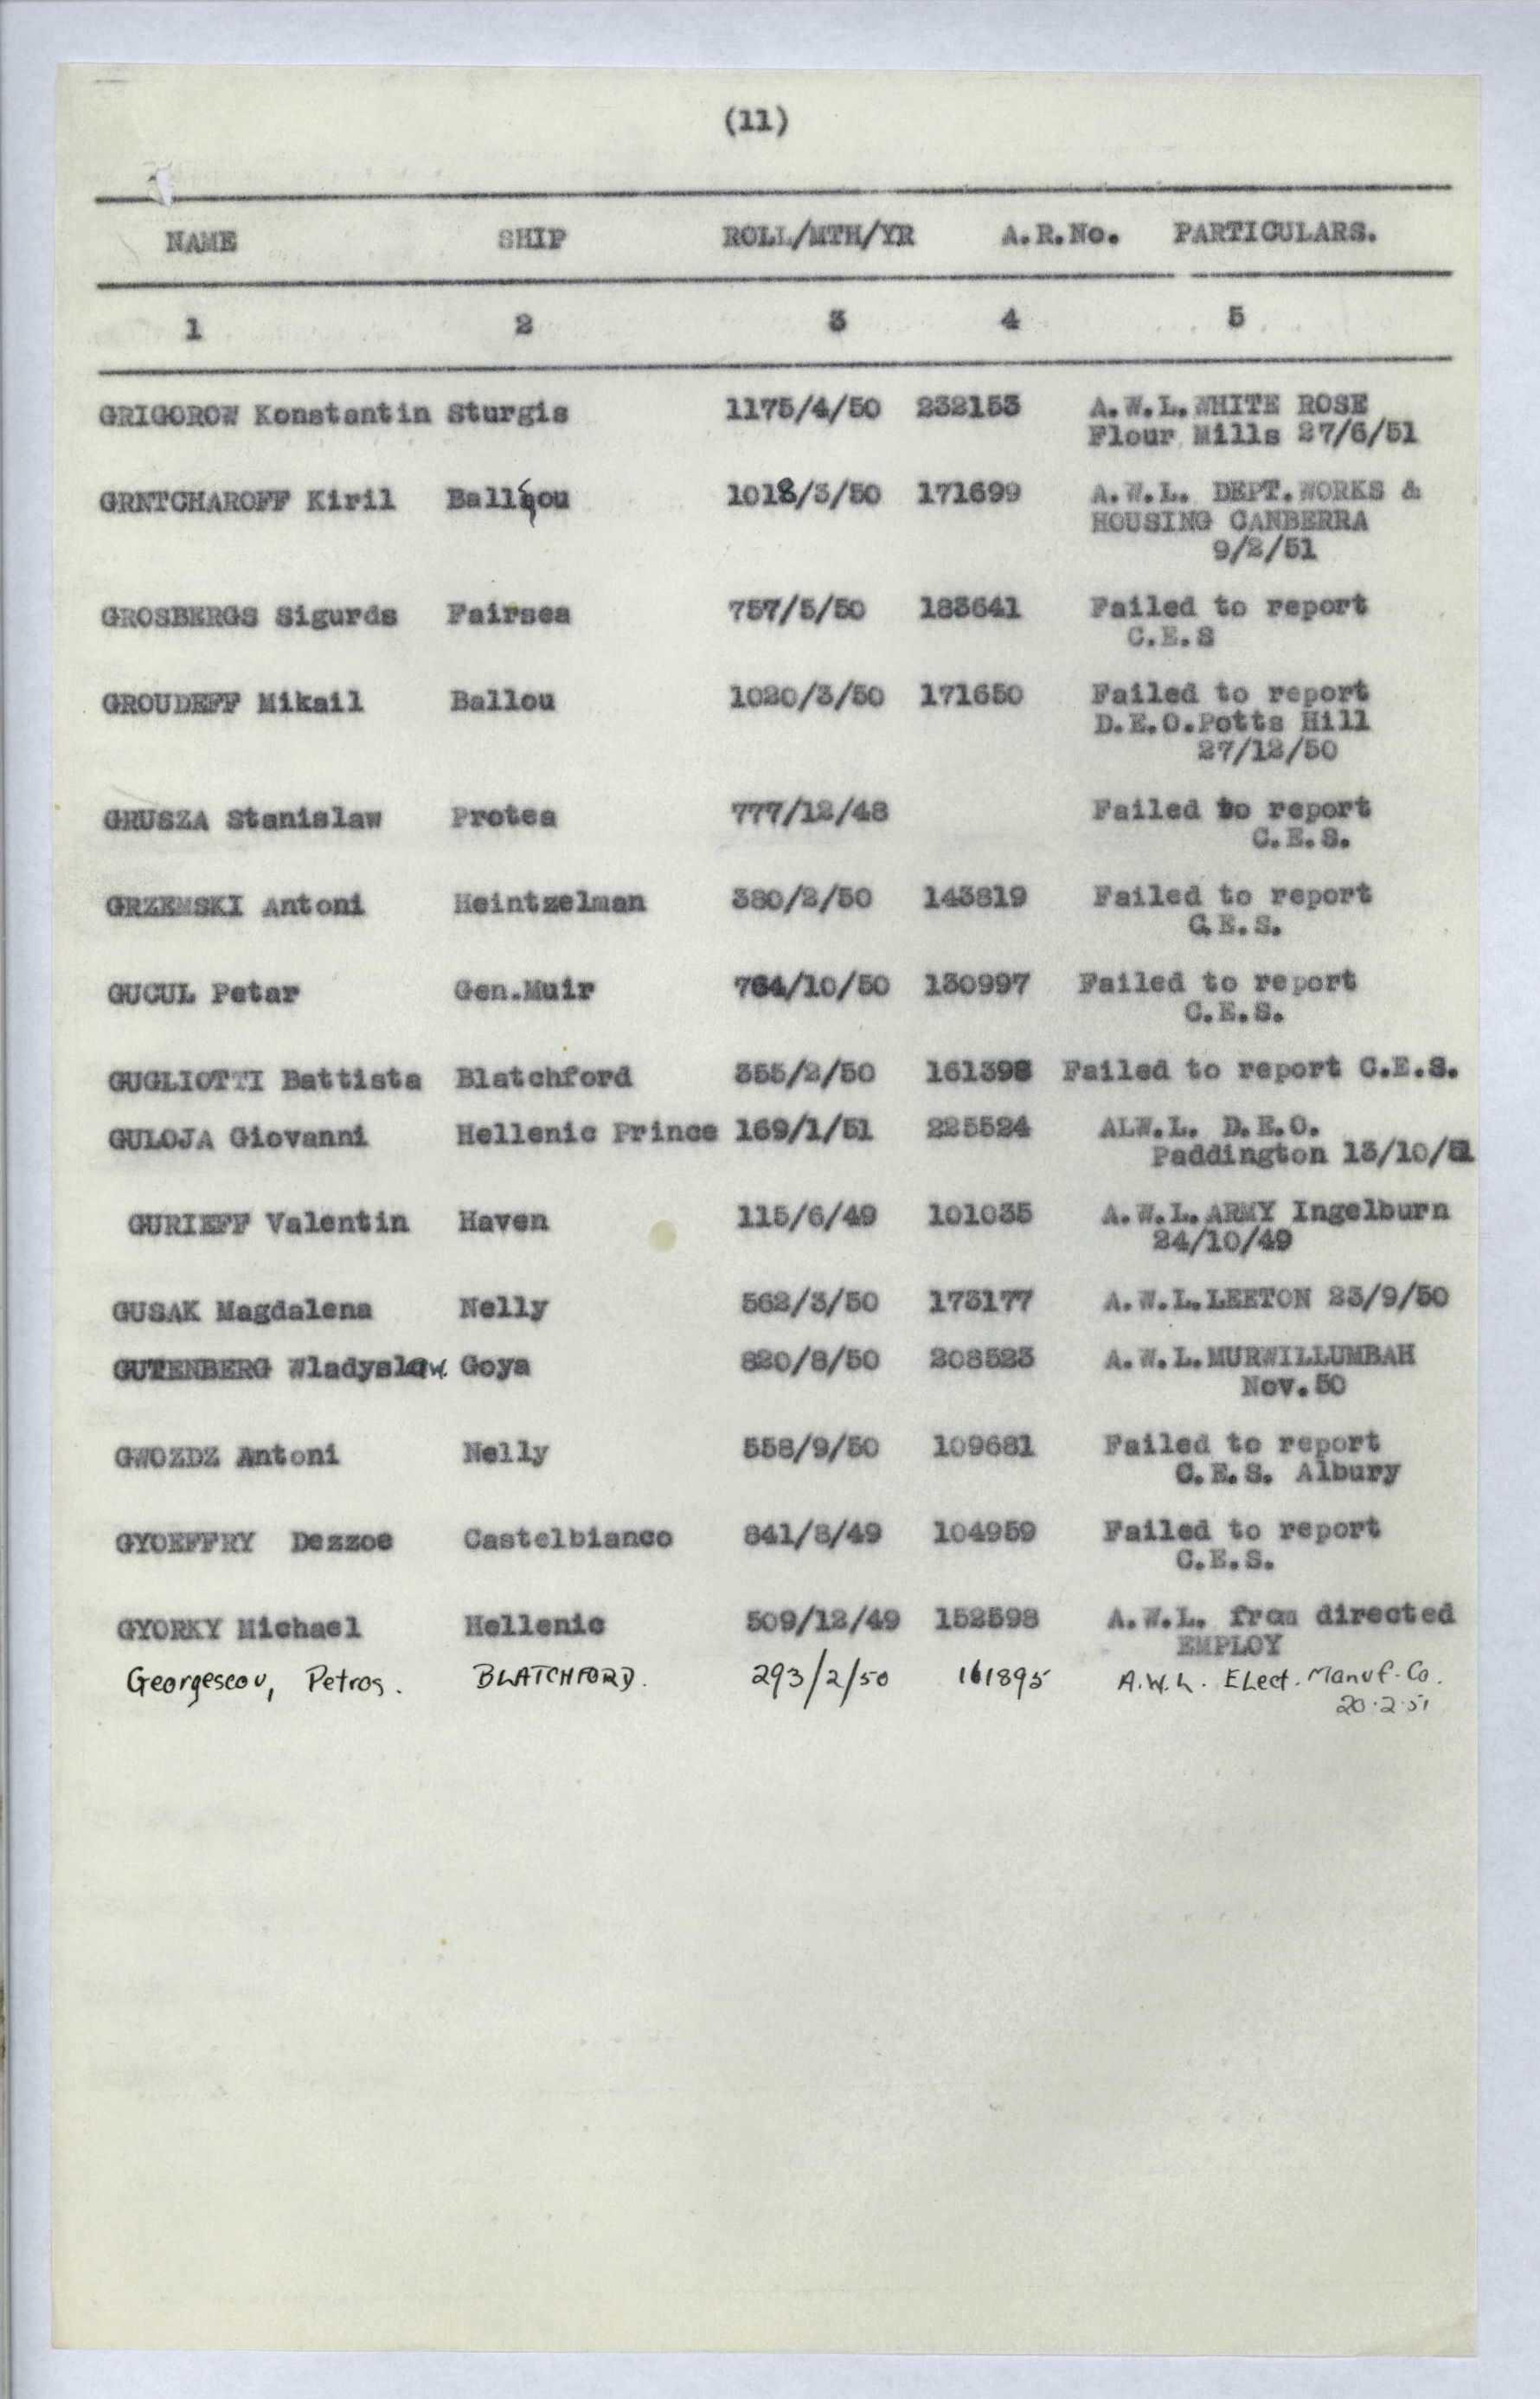 (11)
NAME SHIP ROLL/MTH/YR A.R.No. PARTICULARS.
1 2 3 4 5
GRIGOROW Konstantin Sturgis 1175/4/50 232153 A.W.L.WHITE ROSE
Flour Mills 27/6/51
GRNTCHAROFF Kiril Ballou 1018/3/50 171699 A.W.L. DEPT.WORKS &
HOUSING CANBERRA
9/2/51
GROSBERGS Sigurds Fairsea 757/5/50 183641 Failed to report
C.E.S
GROUDEFF Mikail Ballou 1020/3/50 171650 Failed to report
D.E.O.Potts Hill
27/12/50
GRUSZA Stanislaw Protea 777/12/48 Failed to report
C.E.S.
GRZEMSKI Antoni Heintzelman 380/2/50 143819 Failed to report
C.E.S.
GUCUL Petar Gen.Muir 764/10/50 130997 Failed to report
C.E.S.
GUGLIOTTI Battista Blatchford 355/2/50 161398 Failed to report C.E.S.
GULOJA Giovanni Hellenic Prince 169/1/51 225524 ALW.L. D.E.O.
Paddington 13/10/51
GURIEFF Valentin Haven 115/6/49 101035 A.W.L.ARMY Ingelburn
24/10/49
GUSAK Magdalena Nelly 562/3/50 173177 A.W.L.LEETON 23/9/50
GUTENBERG Wladyslaw. Goya 820/8/50 208523 A.W.L.MURWILLUMBAH
Nov.50
GWOZDZ Antoni Nelly 558/9/50 109681 Failed to report
C.E.S. Albury
GYOEFFRY Dezzoe Castelbianco 841/8/49 104959 Failed to report
C.E.S.
GYORKY Michael Hellenic 509/12/49 152598 A.W.L. from directed
EMPLOY
Georgescou, Petros. BLATCHFORD. 293/2/50 161895 A.W.L. ELect. Manuf. Co.
20.2.51